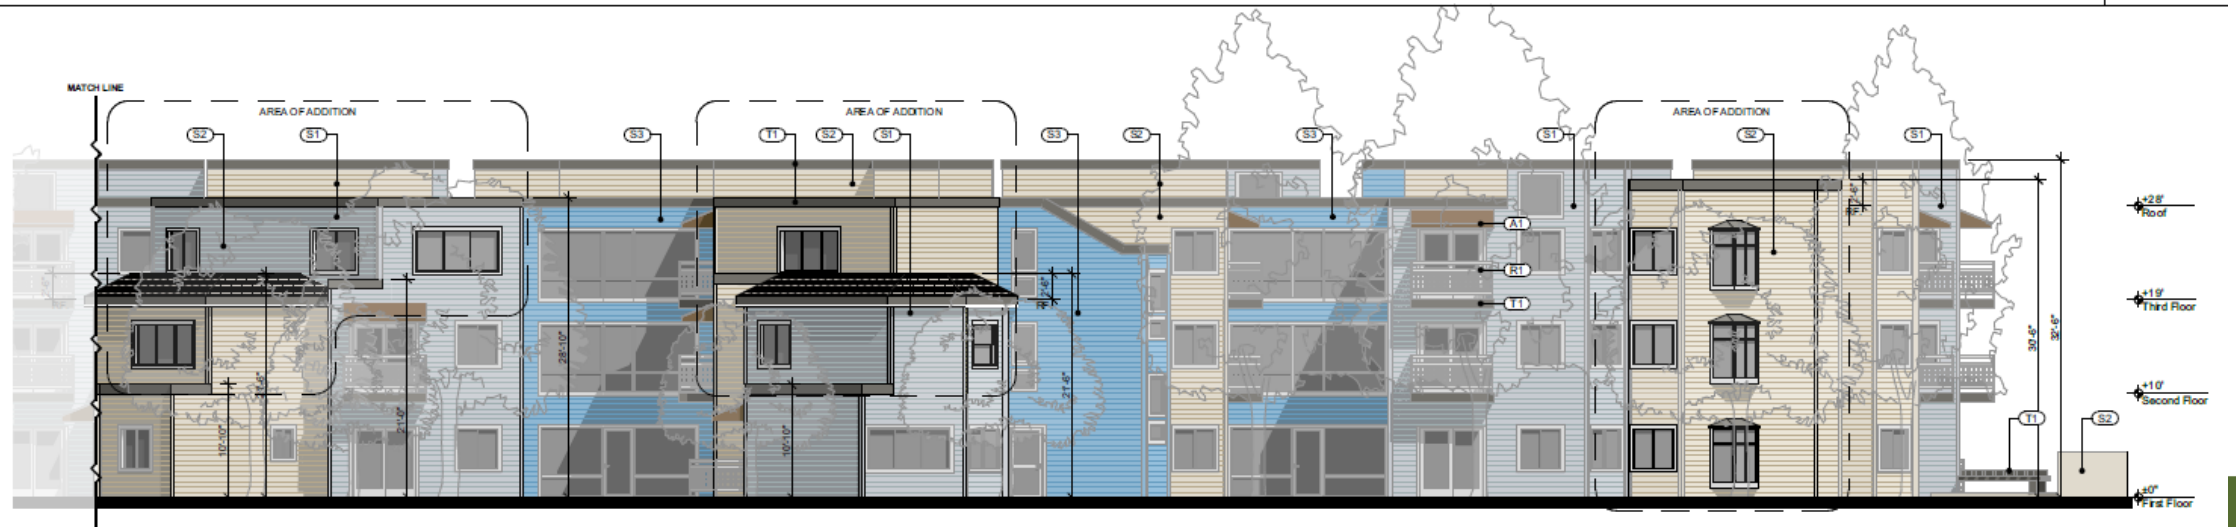 MATCH LINE
AREA OF ADDITION
AREA OF ADDITION
AREA OF ADDITION
S2
S1
S3
T1
S2
S1
S3
S2
S3
S1
S2
S1
A1
R1
T1
+28'
Roof
+19'
Third Floor
+10'
Second Floor
±0"
First Floor
T1
S2
10'-10"
21'-0"
28'-10"
10'-10"
21'-6"
30'-6"
32'-6"